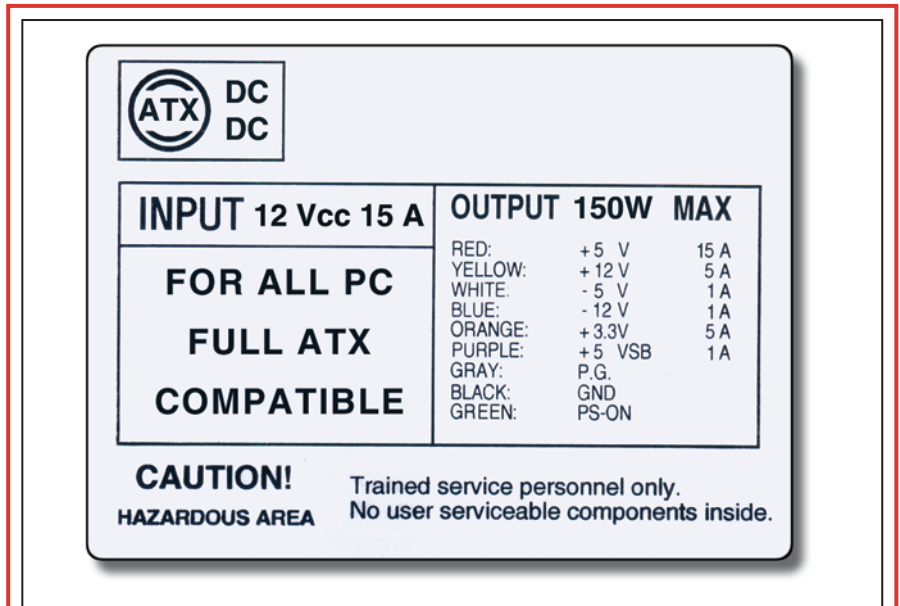 ATX DC
DC
INPUT 12 Vcc 15 A
FOR ALL PC
FULL ATX
COMPATIBLE
OUTPUT 150W MAX
RED: +5 V 15 A
YELLOW: +12 V 5 A
WHITE: -5 V 1 A
BLUE: -12 V 1 A
ORANGE: +3.3V 5 A
PURPLE: +5 VSB 1 A
GRAY: P.G.
BLACK: GND
GREEN: PS-ON
CAUTION!
HAZARDOUS AREA
Trained service personnel only.
No user serviceable components inside.